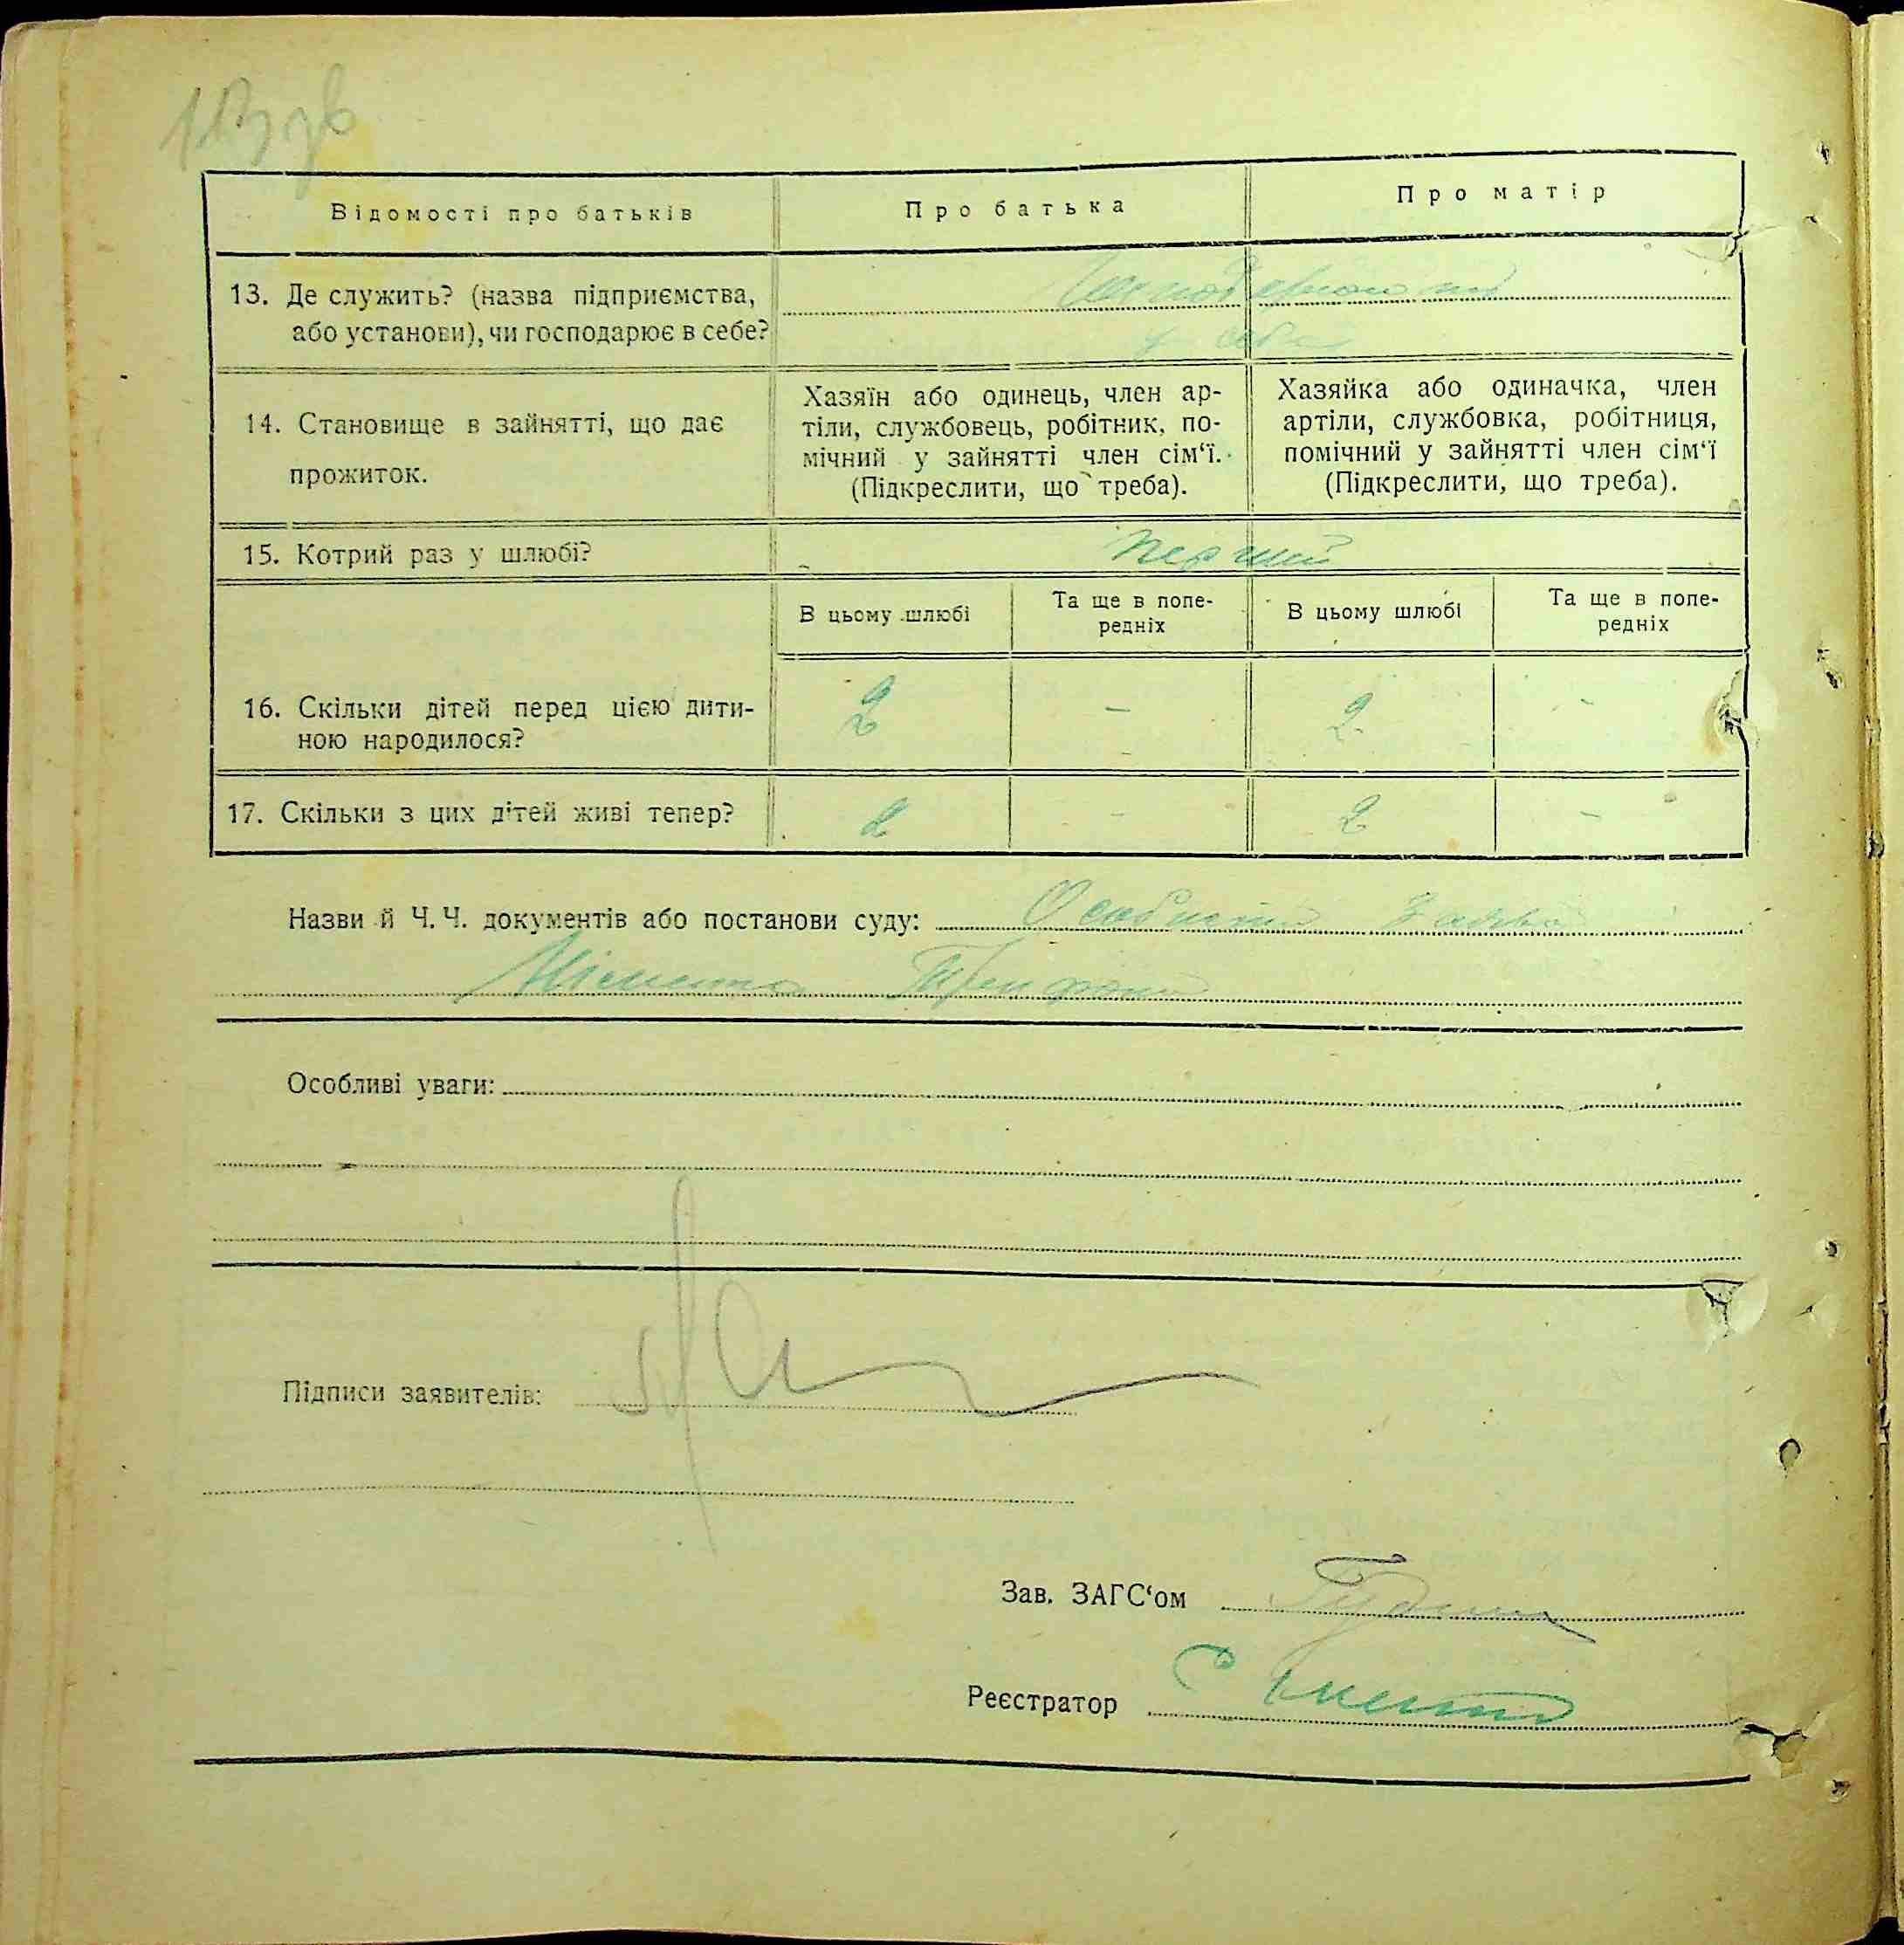 Відомості про батьків
Про батька
Про матір
13. Де служить? (назва підприємства,
або установи), чи господарює в себе?
у себе
14. Становище в зайнятті, що дає
прожиток.
Хазяїн або одинець, член ар-
тіли, службовець, робітник, по-
мічний у зайнятті член сім‘ї.
(Підкреслити, що треба).
Хазяйка або одиначка, член
артіли, службовка, робітниця,
помічний у зайнятті член сім‘ї
(Підкреслити, що треба).
15. Котрий раз у шлюбі?
перший
В цьому шлюбі
Та ще в попе-
редніх
В цьому шлюбі
Та ще в попе-
редніх
16. Скільки дітей перед цією дити-
ною народилося?
2 - 2 -
17. Скільки з цих дітей живі тепер?
2 - 2 -
Назви й Ч.Ч. документів або постанови суду: Особиста заява
Особливі уваги:
Підписи заявителів:
Зав. ЗАГС‘ом
Реєстратор